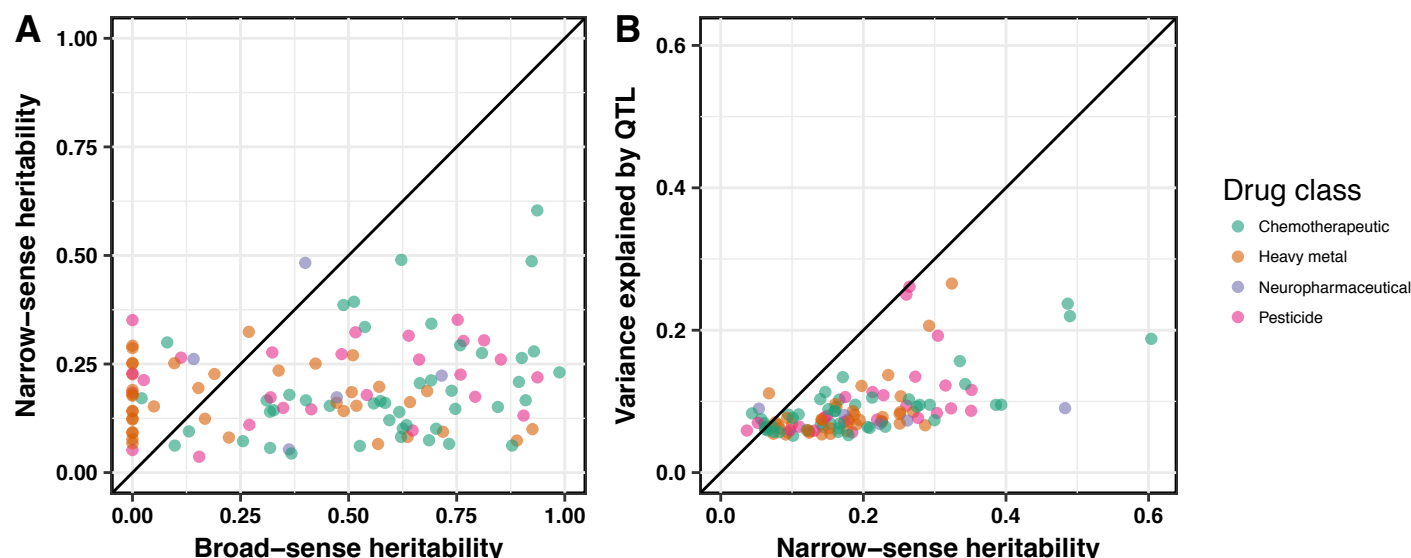 A
Narrow−sense heritability
1.00
0.75
0.50
0.25
0.00
0.00 0.25 0.50 0.75 1.00
Broad−sense heritability
B
Variance explained by QTL
0.6
0.4
0.2
0.0
0.0 0.2 0.4 0.6
Narrow−sense heritability
Drug class
Chemotherapeutic
Heavy metal
Neuropharmaceutical
Pesticide